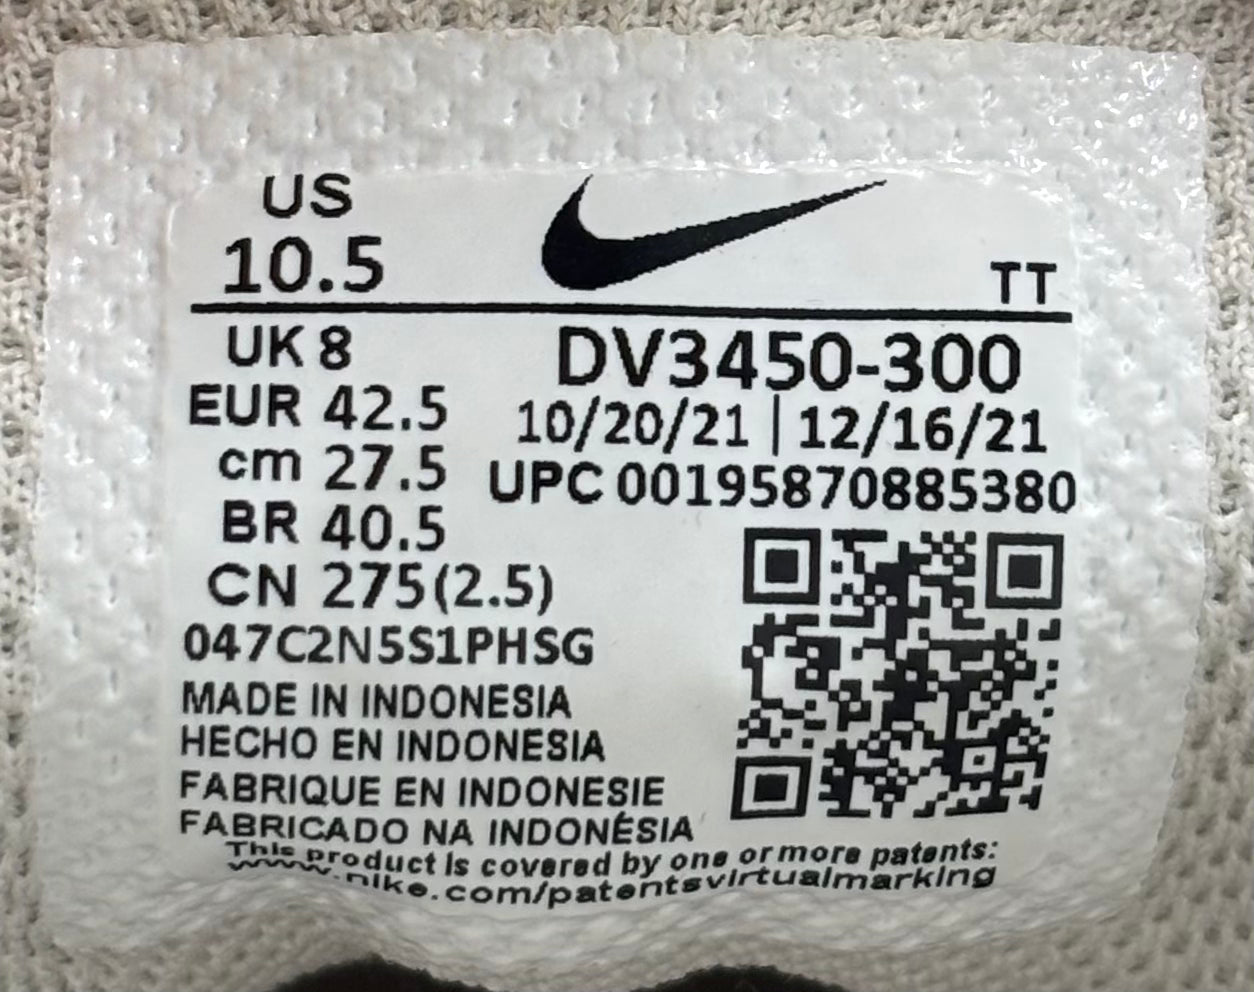 US
10.5
TT
UK 8
DV3450-300
EUR 42.5
10/20/21 | 12/16/21
cm 27.5
UPC 00195870885380
BR 40.5
CN 275(2.5)
047C2N5S1PHSG
MADE IN INDONESIA
HECHO EN INDONESIA
FABRIQUE EN INDONESIE
FABRICADO NA INDONÉSIA
This product is covered by one or more patents:
www.nike.com/patentsvirtualmarking